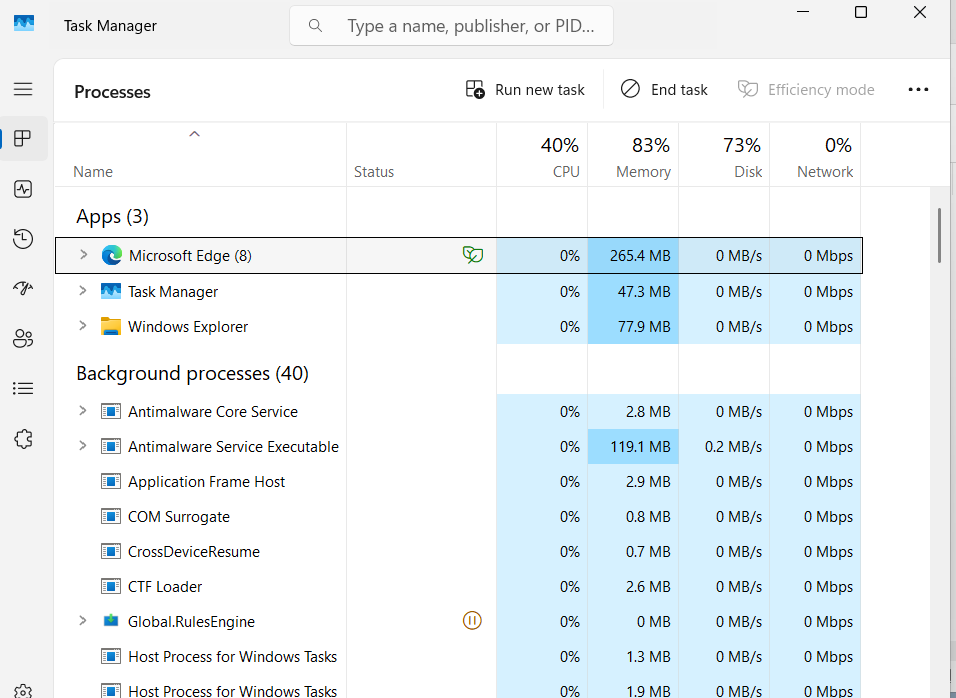 Task Manager
Type a name, publisher, or PID...
Processes
Run new task
End task
Efficiency mode
40% 83% 73% 0%
Name Status CPU Memory Disk Network
Apps (3)
Microsoft Edge (8) 0% 265.4 MB 0 MB/s 0 Mbps
Task Manager 0% 47.3 MB 0 MB/s 0 Mbps
Windows Explorer 0% 77.9 MB 0 MB/s 0 Mbps
Background processes (40)
Antimalware Core Service 0% 2.8 MB 0 MB/s 0 Mbps
Antimalware Service Executable 0% 119.1 MB 0.2 MB/s 0 Mbps
Application Frame Host 0% 2.9 MB 0 MB/s 0 Mbps
COM Surrogate 0% 0.8 MB 0 MB/s 0 Mbps
CrossDeviceResume 0% 0.7 MB 0 MB/s 0 Mbps
CTF Loader 0% 2.6 MB 0 MB/s 0 Mbps
Global.RulesEngine 0% 0 MB 0 MB/s 0 Mbps
Host Process for Windows Tasks 0% 1.3 MB 0 MB/s 0 Mbps
Host Process for Windows Tasks 0% 1.9 MB 0 MB/s 0 Mbps